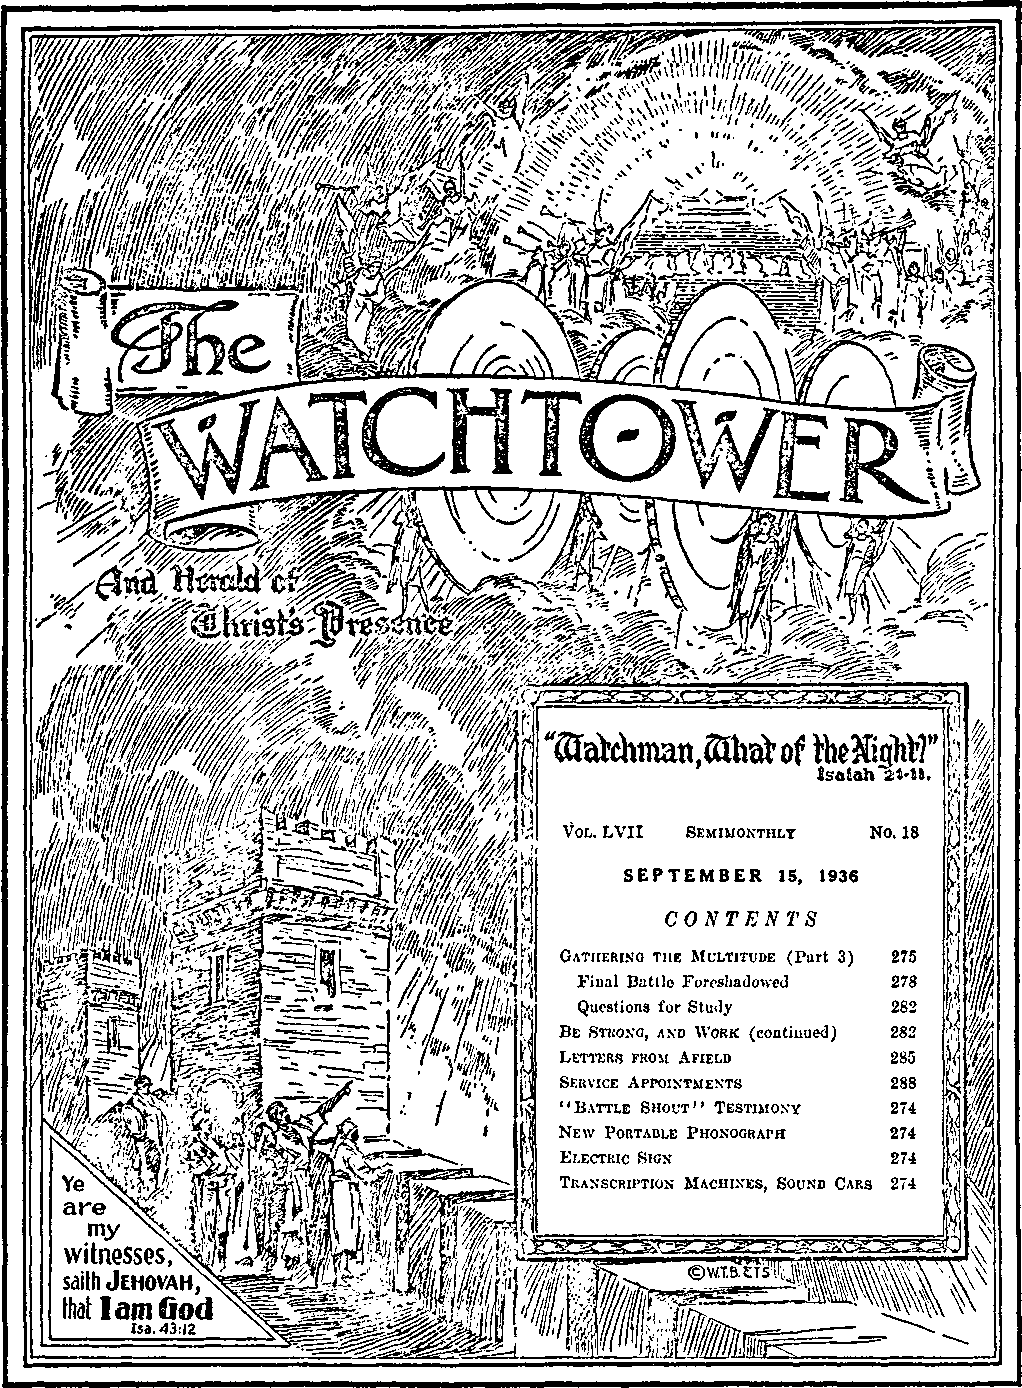 The
WATCHTOWER
And Herald of
Christ's Presence
"Watchman, What of the Night?"
Isaiah 21-11.
VOL. LVII SEMIMONTHLY No. 18
SEPTEMBER 15, 1936
CONTENTS
GATHERING THE MULTITUDE (Part 3) 275
Final Battle Foreshadowed 278
Questions for Study 282
BE STRONG, AND WORK (continued) 282
LETTERS FROM AFIELD 285
SERVICE APPOINTMENTS 288
"BATTLE SHOUT" TESTIMONY 274
NEW PORTABLE PHONOGRAPH 274
ELECTRIC SIGN 274
TRANSCRIPTION MACHINES, SOUND CARS 274
© W.T.B. & T.S
Ye
are
my
witnesses,
saith JEHOVAH,
that I am God
Isa. 43:12